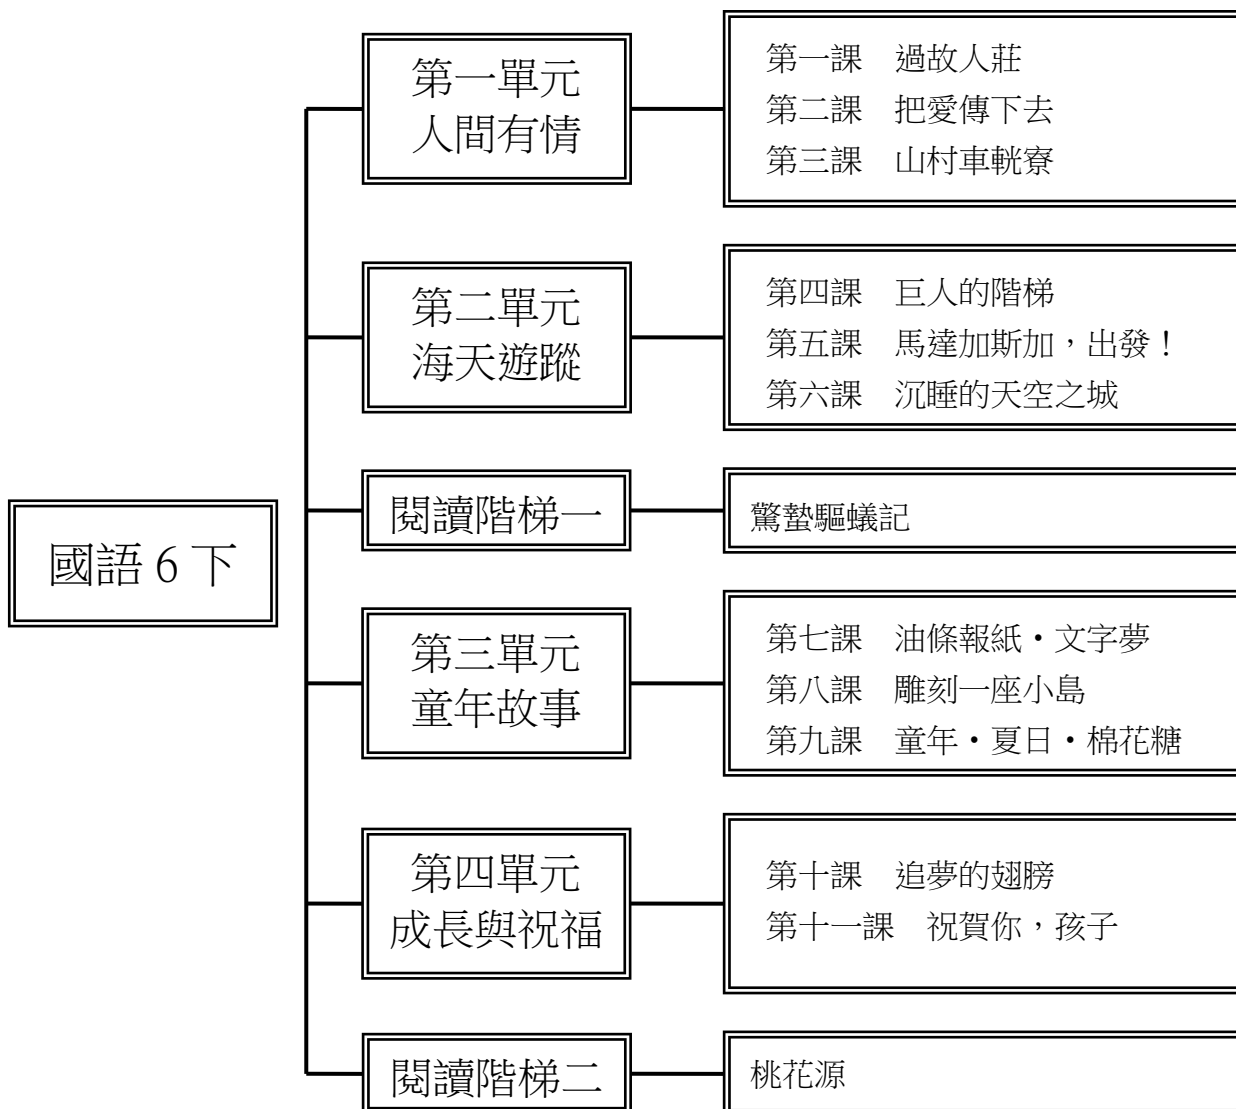 國語 6 下
第一單元
人間有情
第一課　過故人莊
第二課　把愛傳下去
第三課　山村車輄寮
第二單元
海天遊蹤
第四課　巨人的階梯
第五課　馬達加斯加，出發！
第六課　沉睡的天空之城
閱讀階梯一
驚蟄驅蟻記
第三單元
童年故事
第七課　油條報紙‧文字夢
第八課　雕刻一座小島
第九課　童年‧夏日‧棉花糖
第四單元
成長與祝福
第十課　追夢的翅膀
第十一課　祝賀你，孩子
閱讀階梯二
桃花源